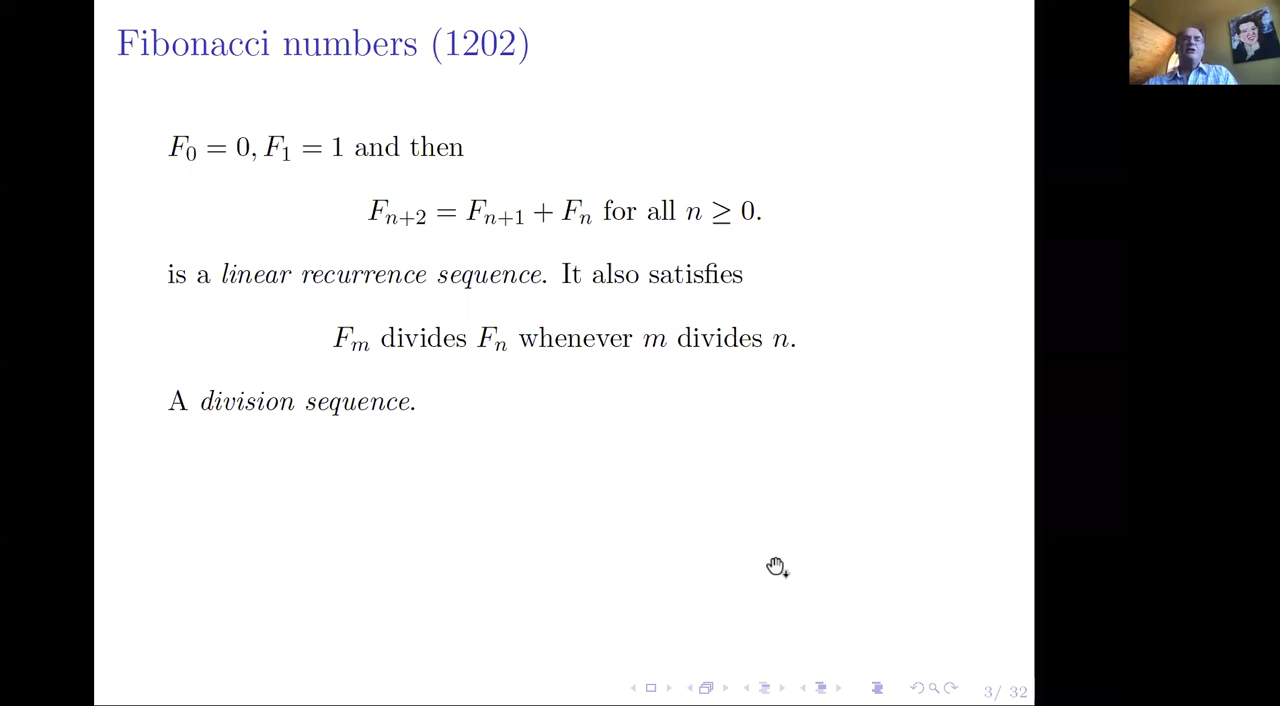 Fibonacci numbers (1202)
F₀ = 0, F₁ = 1 and then
Fₙ₊₂ = Fₙ₊₁ + Fₙ for all n ≥ 0.
is a linear recurrence sequence. It also satisfies
Fₘ divides Fₙ whenever m divides n.
A division sequence.
3/ 32